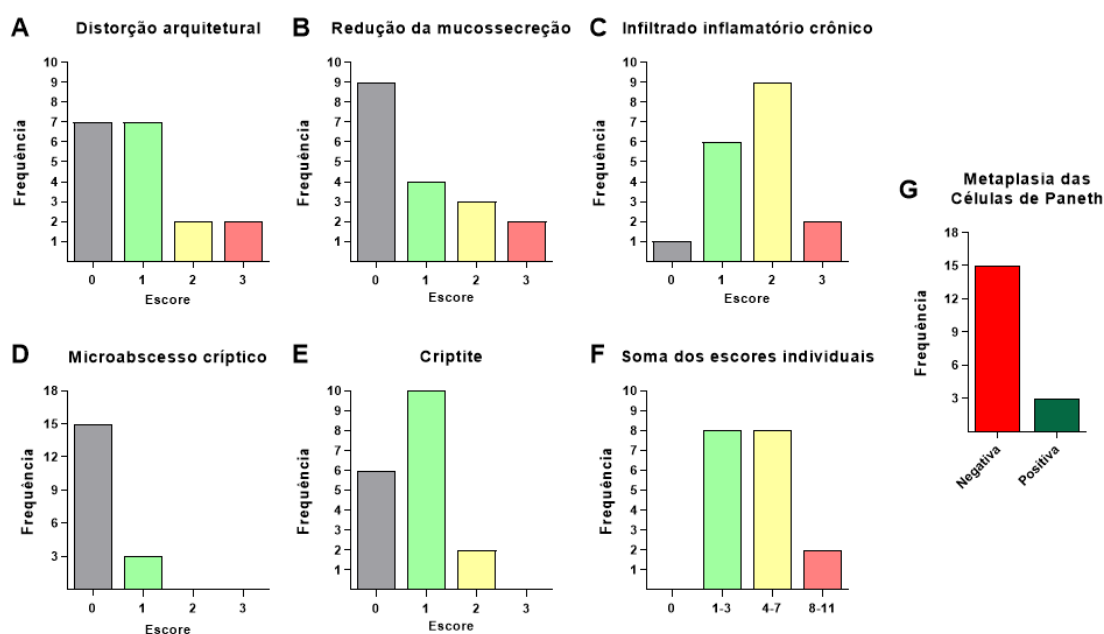 A
Distorção arquitetural
10
9
8
7
6
5
4
3
2
1
Frequência
0 1 2 3
Escore
B
Redução da mucossecreção
10
9
8
7
6
5
4
3
2
1
Frequência
0 1 2 3
Escore
C
Infiltrado inflamatório crônico
10
9
8
7
6
5
4
3
2
1
Frequência
0 1 2 3
Escore
D
Microabscesso críptico
18
15
12
9
6
3
Frequência
0 1 2 3
Escore
E
Criptite
10
9
8
7
6
5
4
3
2
1
Frequência
0 1 2 3
Escore
F
Soma dos escores individuais
10
9
8
7
6
5
4
3
2
1
Frequência
0 1-3 4-7 8-11
G
Metaplasia das
Células de Paneth
18
15
12
9
6
3
Frequência
Negativa
Positiva